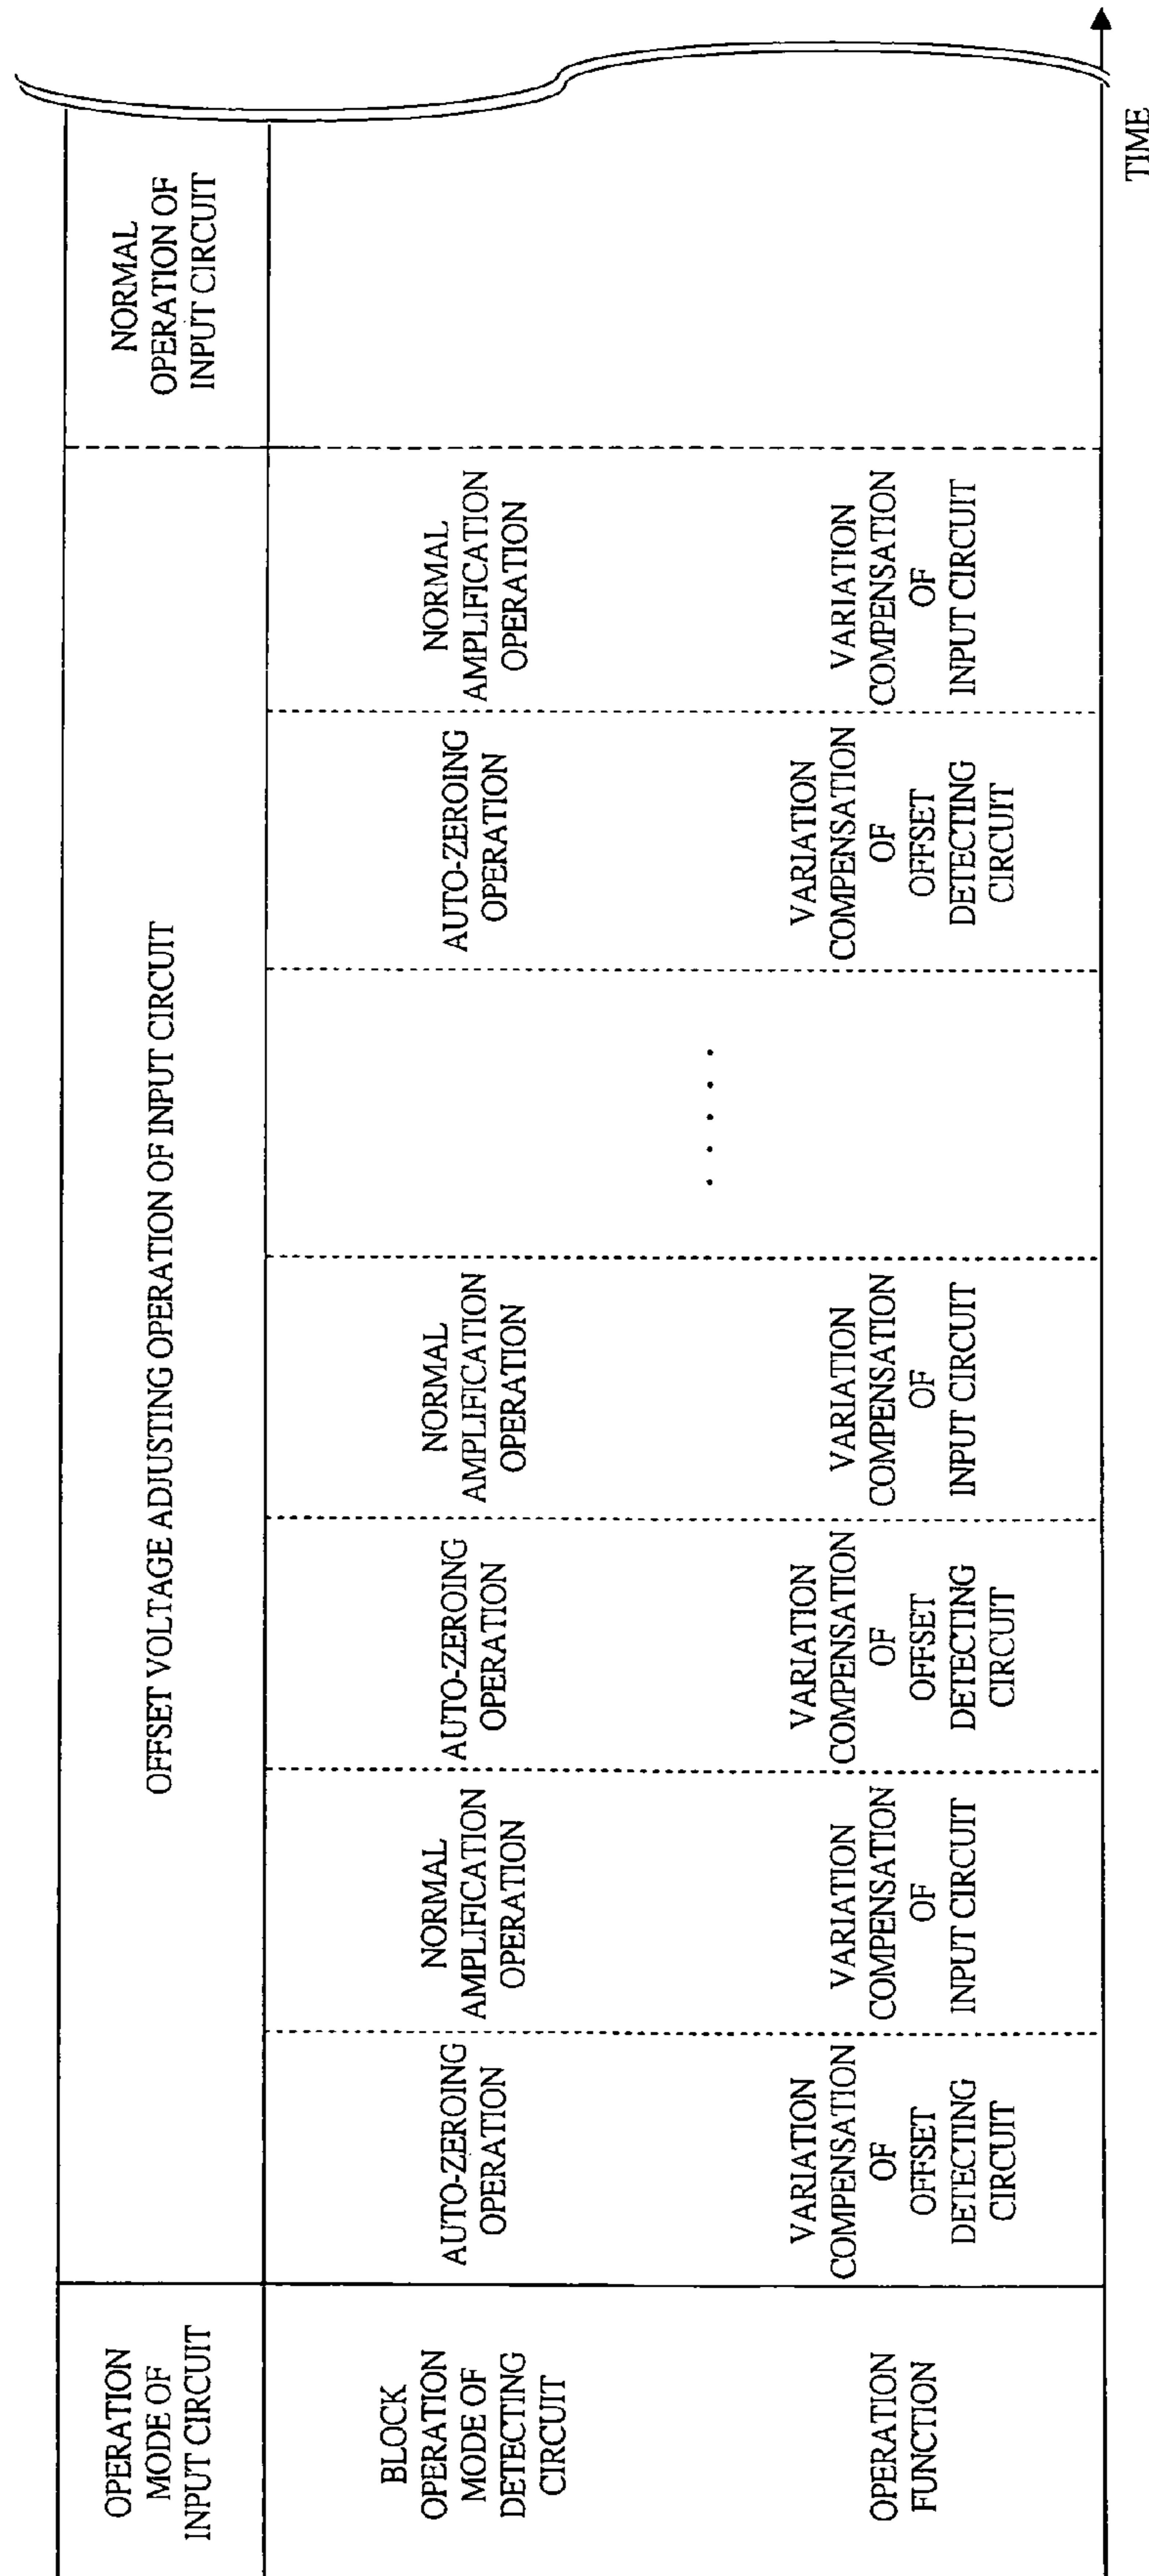 OPERATION
MODE OF
INPUT CIRCUIT
OFFSET VOLTAGE ADJUSTING OPERATION OF INPUT CIRCUIT
NORMAL
OPERATION OF
INPUT CIRCUIT
BLOCK
OPERATION
MODE OF
DETECTING
CIRCUIT
AUTO-ZEROING
OPERATION
NORMAL
AMPLIFICATION
OPERATION
AUTO-ZEROING
OPERATION
NORMAL
AMPLIFICATION
OPERATION
. . . . .
AUTO-ZEROING
OPERATION
NORMAL
AMPLIFICATION
OPERATION
OPERATION
FUNCTION
VARIATION
COMPENSATION
OF
OFFSET
DETECTING
CIRCUIT
VARIATION
COMPENSATION
OF
INPUT CIRCUIT
VARIATION
COMPENSATION
OF
OFFSET
DETECTING
CIRCUIT
VARIATION
COMPENSATION
OF
INPUT CIRCUIT
VARIATION
COMPENSATION
OF
OFFSET
DETECTING
CIRCUIT
VARIATION
COMPENSATION
OF
INPUT CIRCUIT
TIME